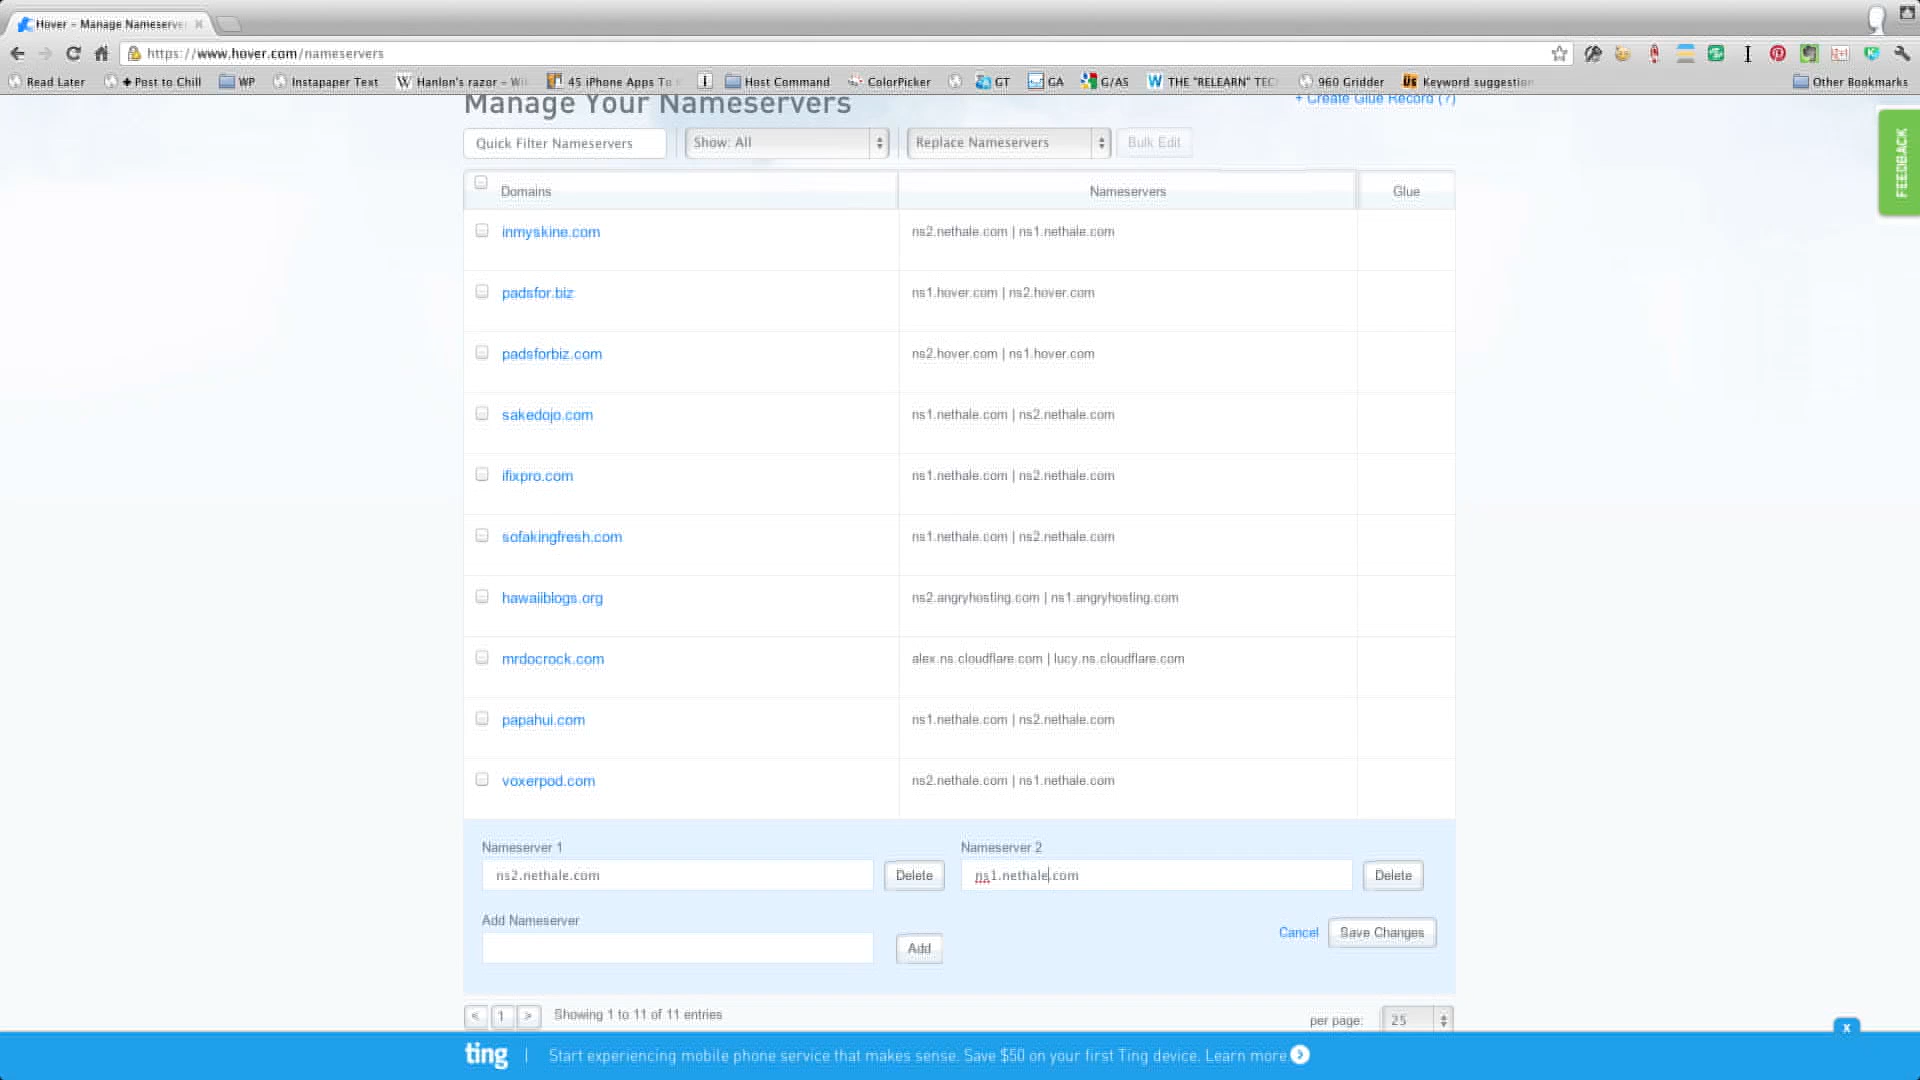 Hover - Manage Nameserver
https://www.hover.com/nameservers
Read Later + Post to Chill WP Instapaper Text Hanlon's razor - Wi 45 iPhone Apps To Host Command ColorPicker GT GA G/AS THE "RELEARN" TEC 960 Gridder Keyword suggestion Other Bookmarks
Manage Your Nameservers
+ Create Glue Record (?)
Quick Filter Nameservers Show: All Replace Nameservers Bulk Edit
FEEDBACK
Domains Nameservers Glue
inmyskine.com ns2.nethale.com | ns1.nethale.com
padsfor.biz ns1.hover.com | ns2.hover.com
padsforbiz.com ns2.hover.com | ns1.hover.com
sakedojo.com ns1.nethale.com | ns2.nethale.com
ifixpro.com ns1.nethale.com | ns2.nethale.com
sofakingfresh.com ns1.nethale.com | ns2.nethale.com
hawaiiblogs.org ns2.angryhosting.com | ns1.angryhosting.com
mrdocrock.com alex.ns.cloudflare.com | lucy.ns.cloudflare.com
papahui.com ns1.nethale.com | ns2.nethale.com
voxerpod.com ns2.nethale.com | ns1.nethale.com
Nameserver 1 Nameserver 2
ns2.nethale.com Delete ns1.nethale.com Delete
Add Nameserver
Add Cancel Save Changes
< 1 > Showing 1 to 11 of 11 entries per page: 25
x
ting | Start experiencing mobile phone service that makes sense. Save $50 on your first Ting device. Learn more